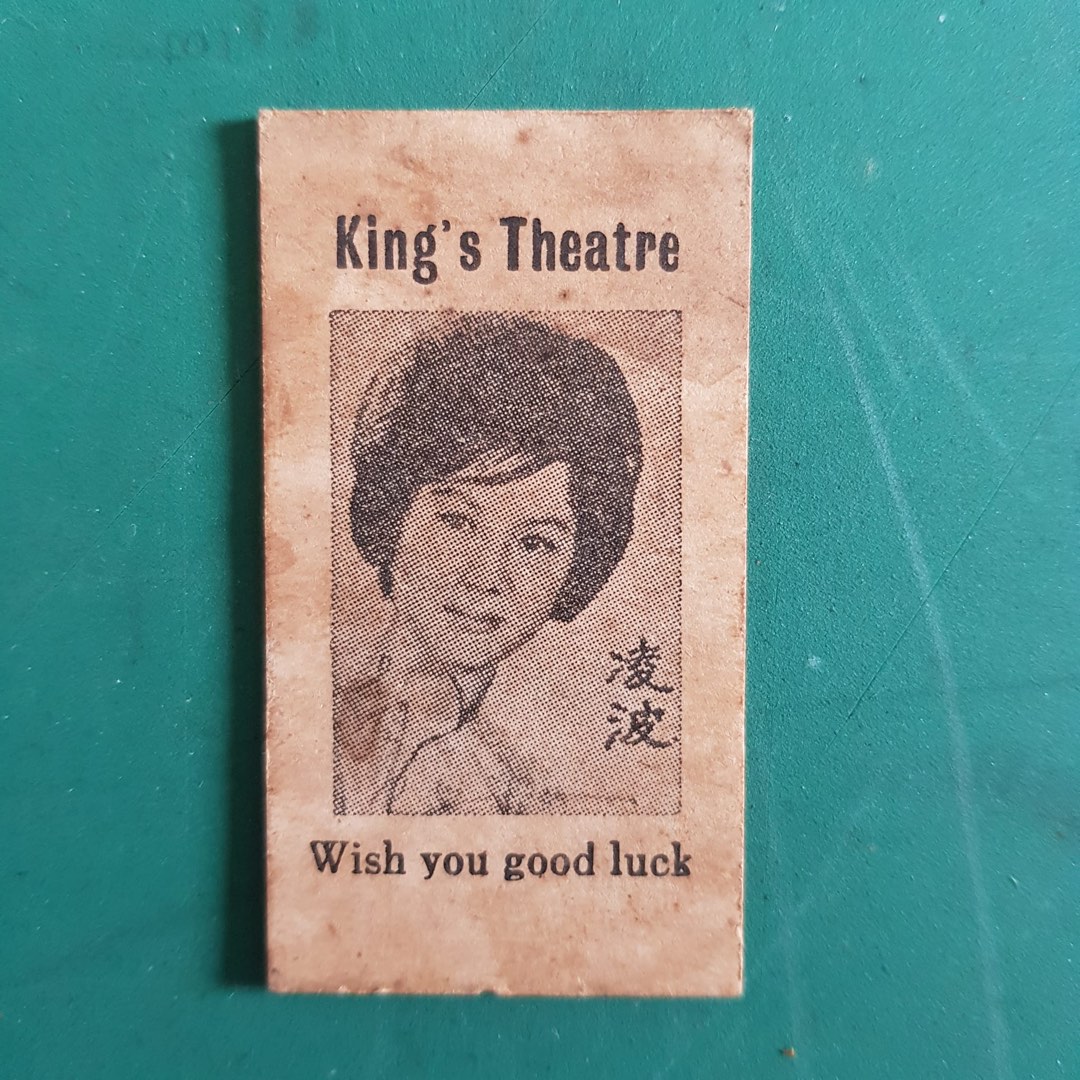 King's Theatre
凌波
Wish you good luck